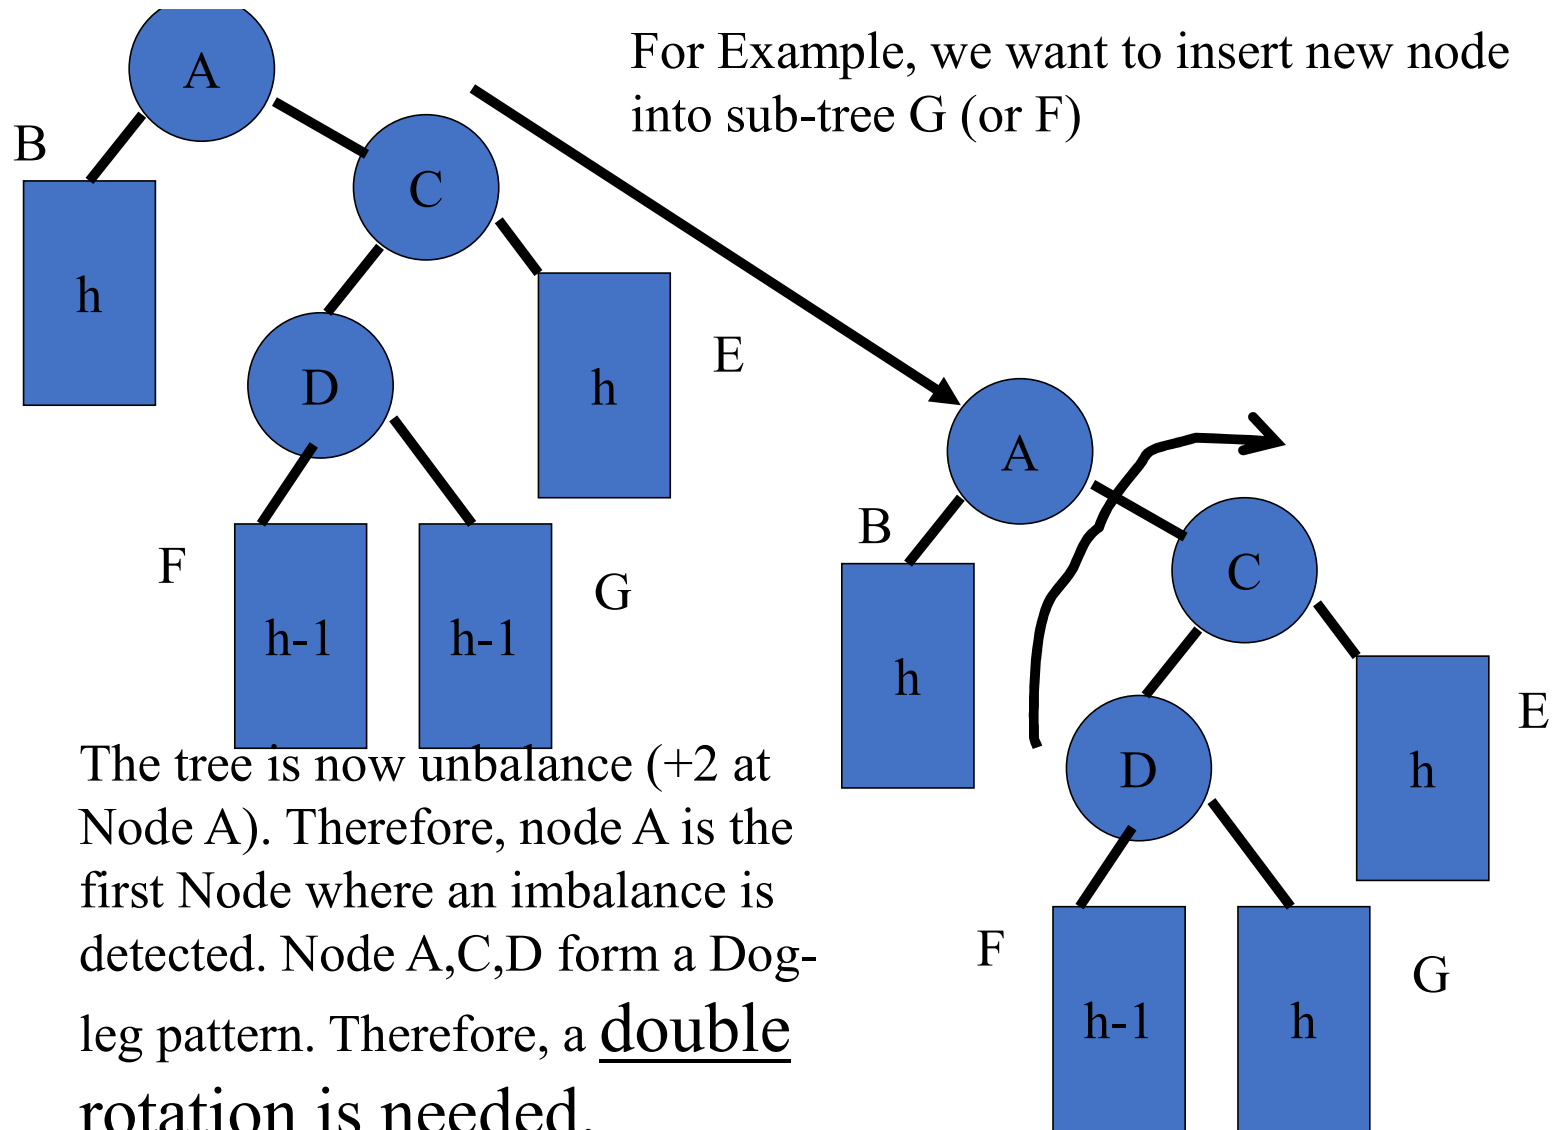 For Example, we want to insert new node
into sub-tree G (or F)
A
B
C
h
D
h
E
F
G
h-1
h-1
The tree is now unbalance (+2 at
Node A). Therefore, node A is the
first Node where an imbalance is
detected. Node A,C,D form a Dog-
leg pattern. Therefore, a double
rotation is needed.
A
B
C
h
D
h
E
F
G
h-1
h